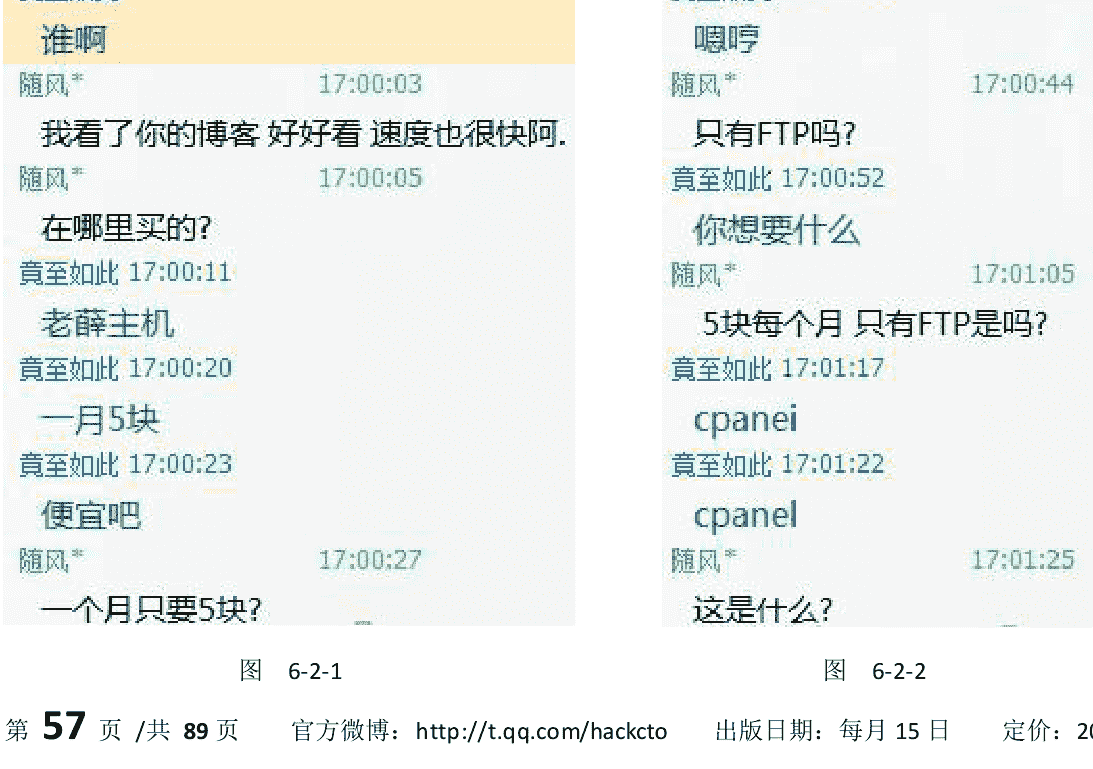 谁啊
随风* 17:00:03
我看了你的博客 好好看 速度也很快阿.
随风* 17:00:05
在哪里买的?
竟至如此 17:00:11
老薛主机
竟至如此 17:00:20
一月5块
竟至如此 17:00:23
便宜吧
随风* 17:00:27
一个月只要5块?
图 6-2-1
嗯哼
随风* 17:00:44
只有FTP吗?
竟至如此 17:00:52
你想要什么
随风* 17:01:05
5块每个月 只有FTP是吗?
竟至如此 17:01:17
cpanei
竟至如此 17:01:22
cpanel
随风* 17:01:25
这是什么?
图 6-2-2
第 57 页 /共 89 页 官方微博：http://t.qq.com/hackcto 出版日期：每月 15 日 定价：20